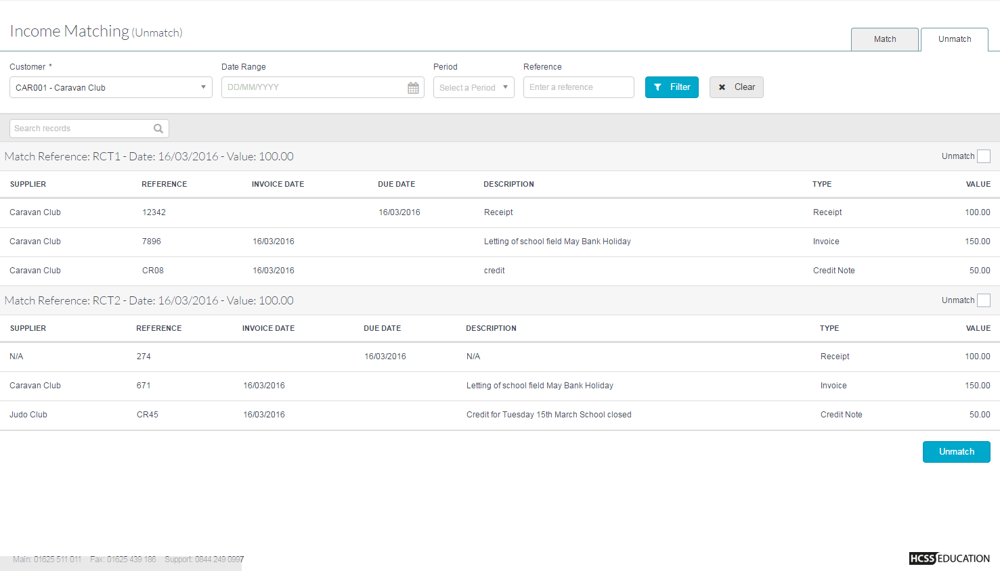 Income Matching (Unmatch)
Match Unmatch
Customer * Date Range Period Reference
CAR001 - Caravan Club DD/MM/YYYY Select a Period Enter a reference Filter Clear
Search records
Match Reference: RCT1 - Date: 16/03/2016 - Value: 100.00 Unmatch
SUPPLIER REFERENCE INVOICE DATE DUE DATE DESCRIPTION TYPE VALUE
Caravan Club 12342 16/03/2016 Receipt Receipt 100.00
Caravan Club 7896 16/03/2016 Letting of school field May Bank Holiday Invoice 150.00
Caravan Club CR08 16/03/2016 credit Credit Note 50.00
Match Reference: RCT2 - Date: 16/03/2016 - Value: 100.00 Unmatch
SUPPLIER REFERENCE INVOICE DATE DUE DATE DESCRIPTION TYPE VALUE
N/A 274 16/03/2016 N/A Receipt 100.00
Caravan Club 671 16/03/2016 Letting of school field May Bank Holiday Invoice 150.00
Judo Club CR45 16/03/2016 Credit for Tuesday 15th March School closed Credit Note 50.00
Unmatch
Main: 01625 511 011 Fax: 01625 439 186 Support: 0844 249 0997 HCSS EDUCATION